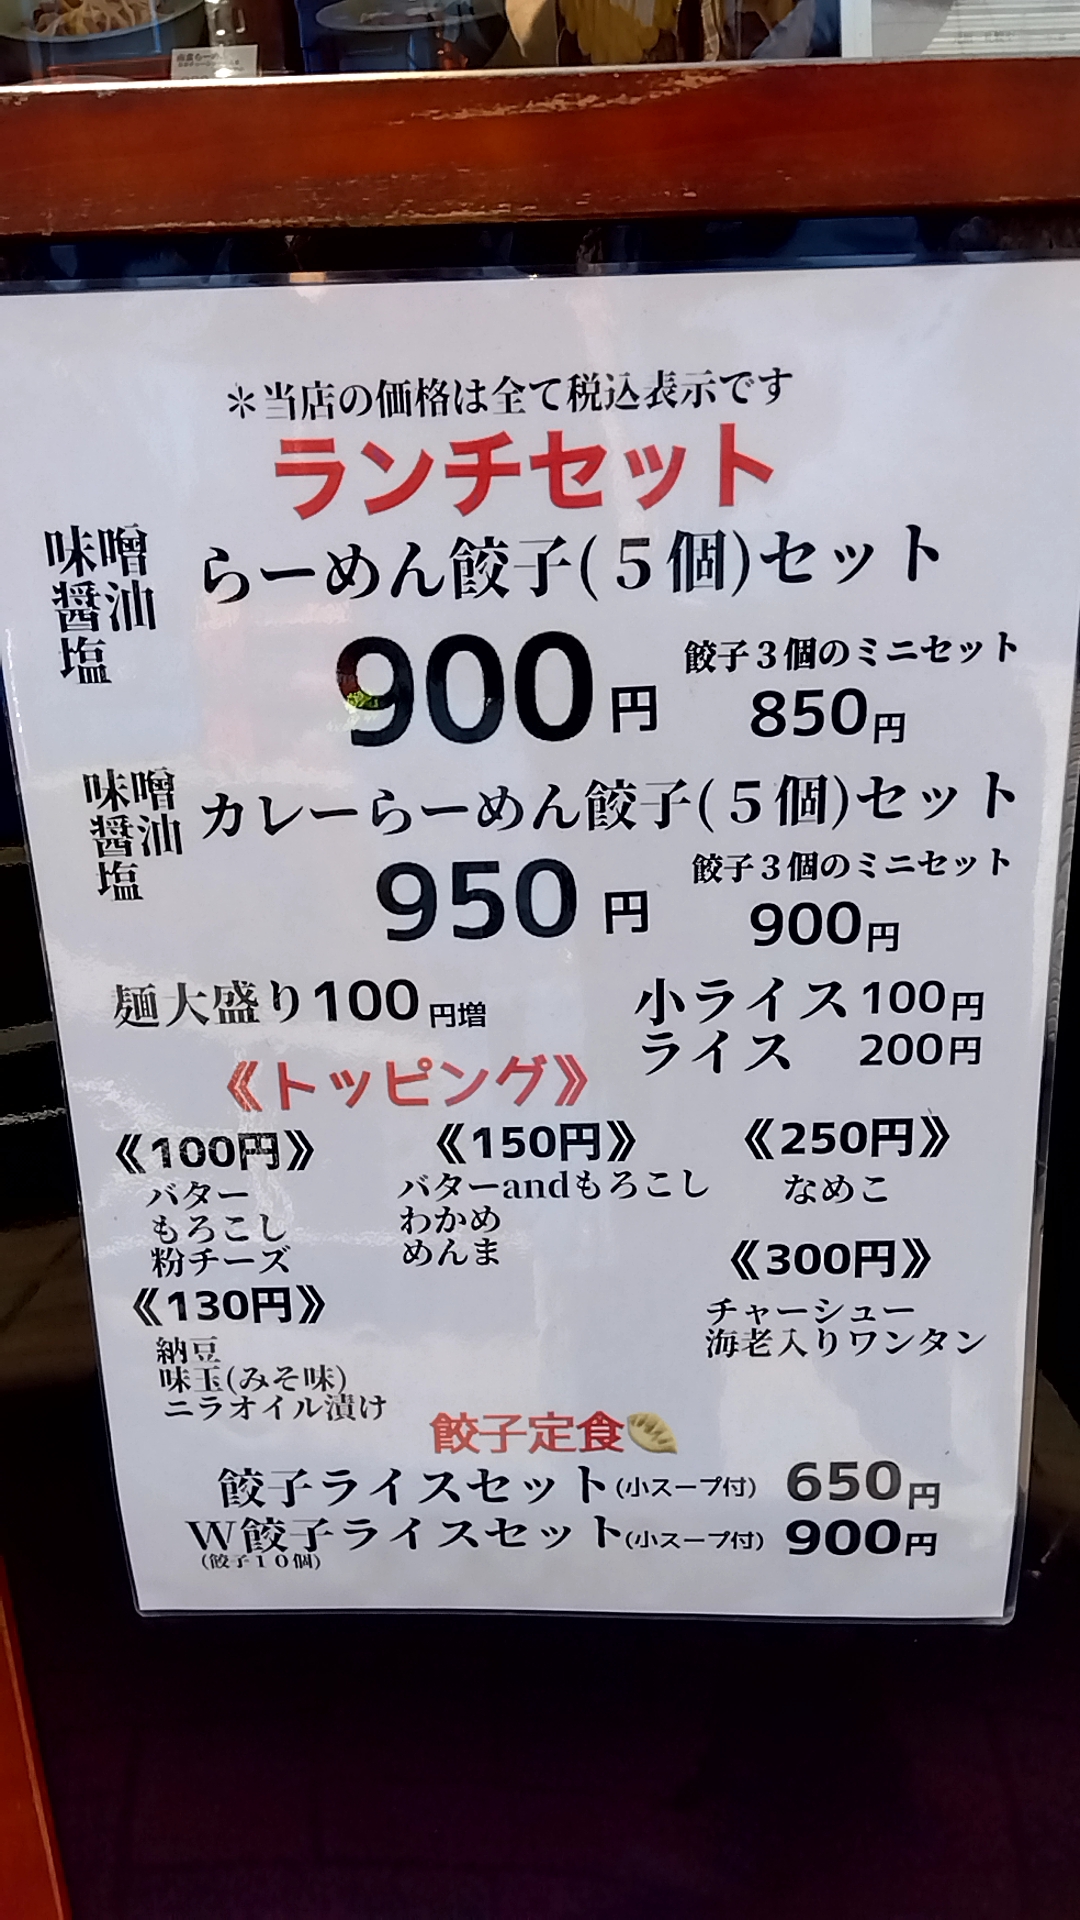 *当店の価格は全て税込表示です
ランチセット
味噌
醤油
塩
らーめん餃子(5個)セット
900円
餃子3個のミニセット
850円
味噌
醤油
塩
カレーらーめん餃子(5個)セット
950円
餃子3個のミニセット
900円
麺大盛り100円増
小ライス100円
ライス 200円
《トッピング》
《100円》
バター
もろこし
粉チーズ
《130円》
納豆
味玉(みそ味)
ニラオイル漬け
《150円》
バターandもろこし
わかめ
めんま
《250円》
なめこ
《300円》
チャーシュー
海老入りワンタン
餃子定食
餃子ライスセット(小スープ付) 650円
W餃子ライスセット(小スープ付) 900円
(餃子10個)